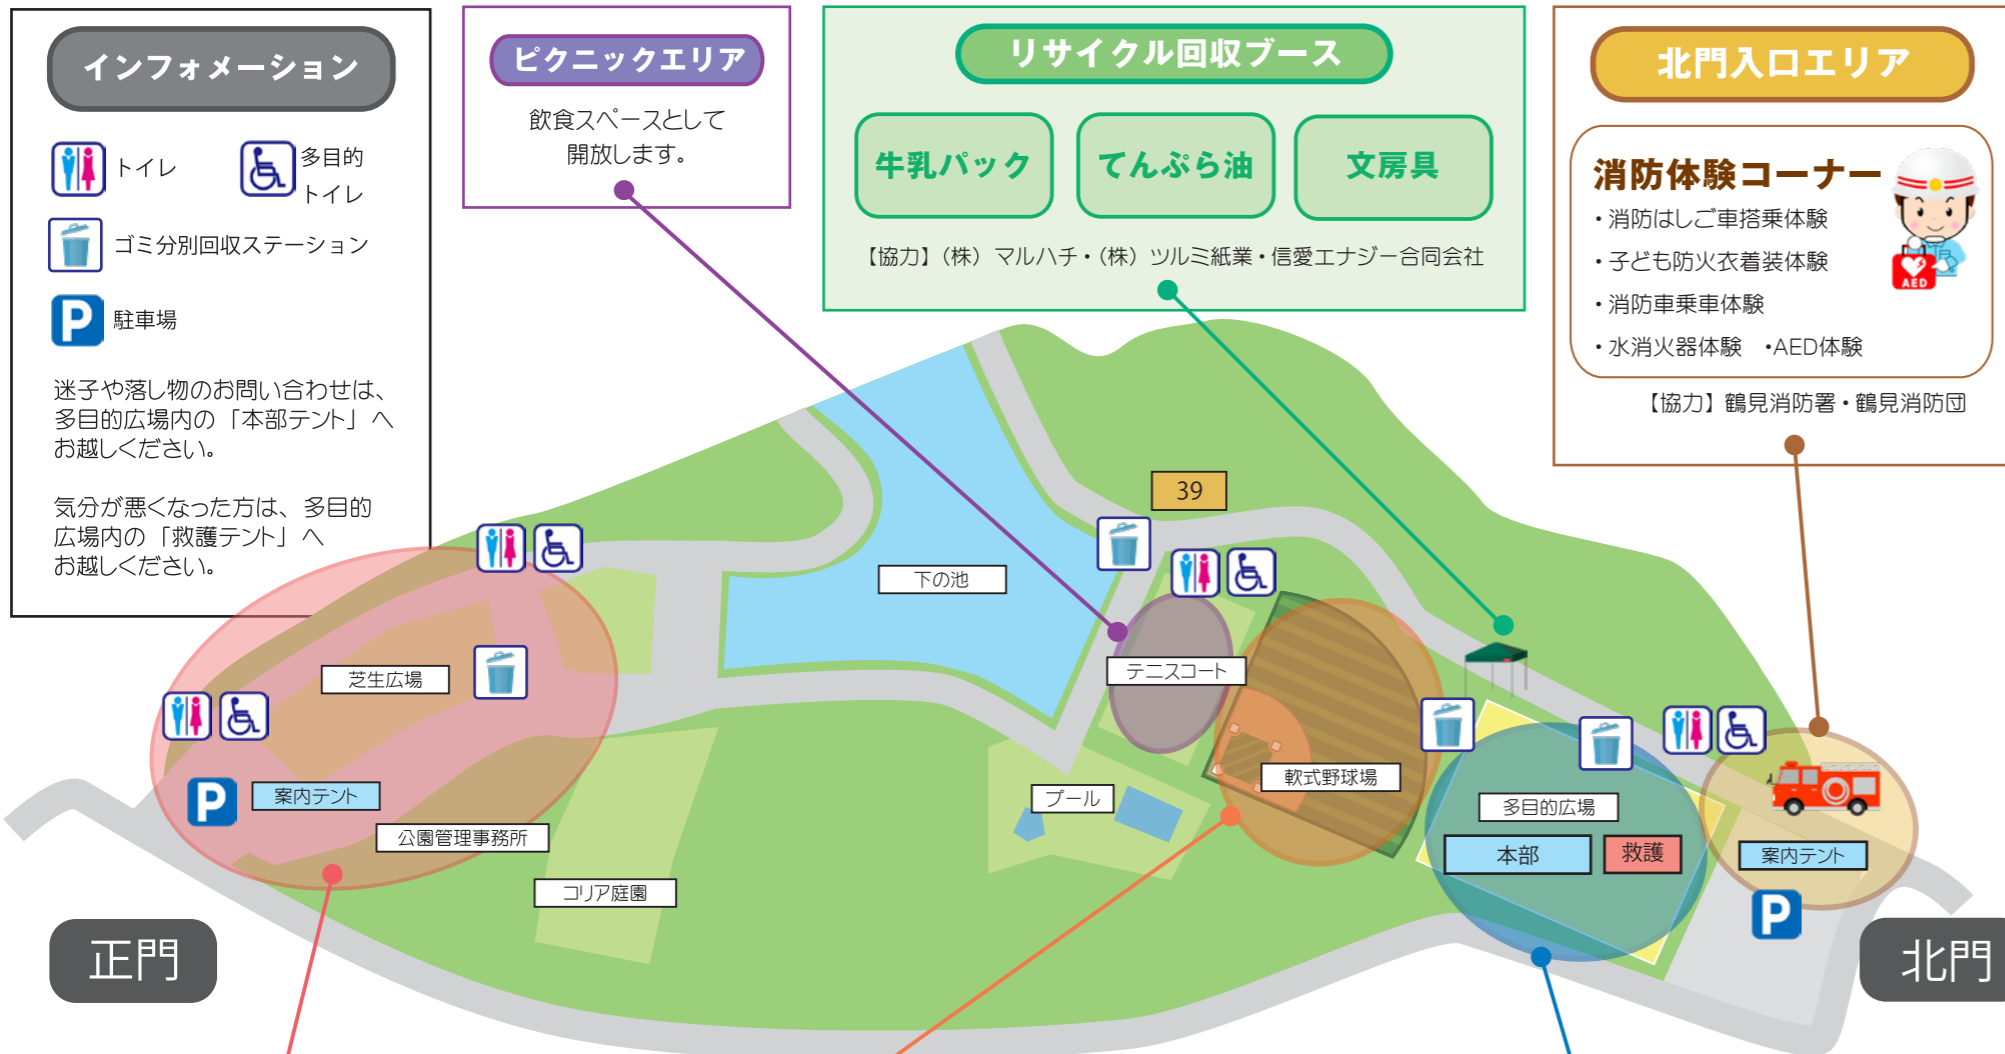 インフォメーション
トイレ
多目的
トイレ
ゴミ分別回収ステーション
P
駐車場
迷子や落し物のお問い合わせは、
多目的広場内の「本部テント」へ
お越しください。
気分が悪くなった方は、多目的
広場内の「救護テント」へ
お越しください。
ピクニックエリア
飲食スペースとして
開放します。
リサイクル回収ブース
牛乳パック
てんぷら油
文房具
【協力】（株）マルハチ・（株）ツルミ紙業・信愛エナジー合同会社
北門入口エリア
消防体験コーナー
・消防はしご車搭乗体験
・子ども防火衣着装体験
・消防車乗車体験
・水消火器体験　・AED体験
AED
【協力】鶴見消防署・鶴見消防団
39
下の池
テニスコート
芝生広場
軟式野球場
プール
多目的広場
本部
救護
P
案内テント
案内テント
公園管理事務所
コリア庭園
P
正門
北門